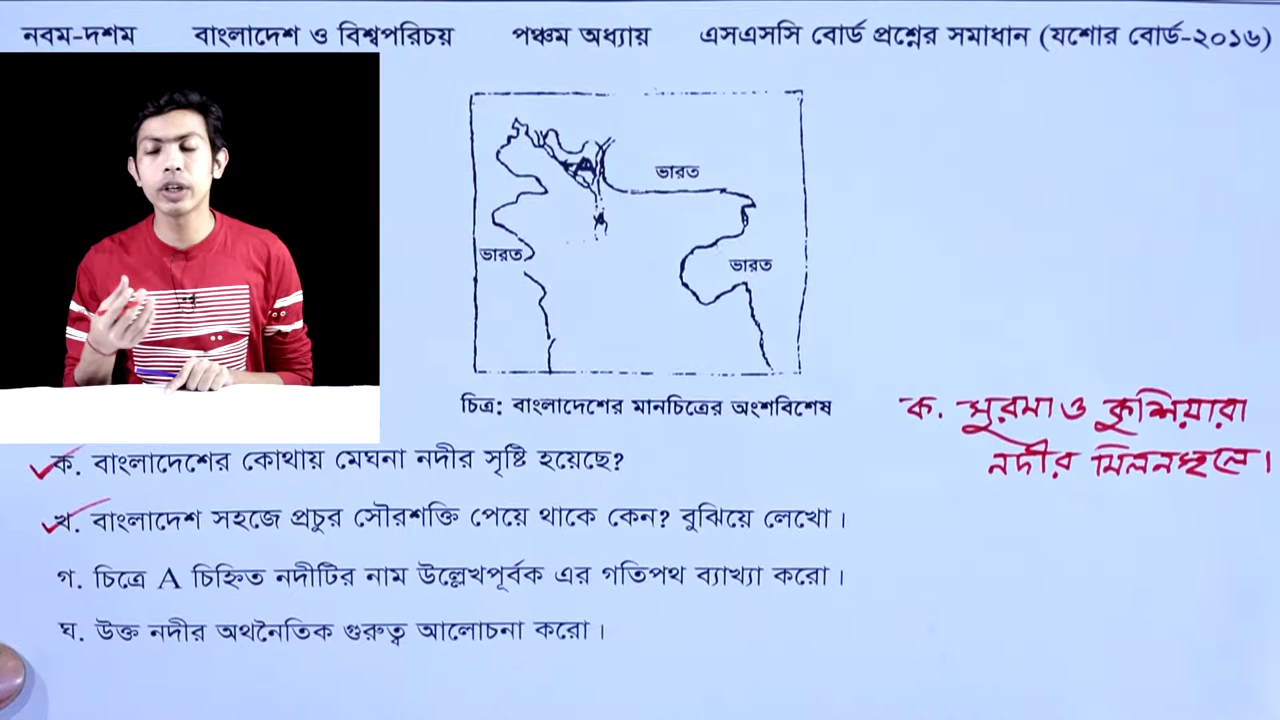 নবম-দশম বাংলাদেশ ও বিশ্বপরিচয় পঞ্চম অধ্যায় এসএসসি বোর্ড প্রশ্নের সমাধান (যশোর বোর্ড-২০১৬)
ভারত
ভারত
ভারত
চিত্র: বাংলাদেশের মানচিত্রের অংশবিশেষ
ক. সুরমা ও কুশিয়ারা
নদীর মিলনস্থলে।
ক. বাংলাদেশের কোথায় মেঘনা নদীর সৃষ্টি হয়েছে?
খ. বাংলাদেশ সহজে প্রচুর সৌরশক্তি পেয়ে থাকে কেন? বুঝিয়ে লেখো।
গ. চিত্রে A চিহ্নিত নদীটির নাম উল্লেখপূর্বক এর গতিপথ ব্যাখ্যা করো।
ঘ. উক্ত নদীর অর্থনৈতিক গুরুত্ব আলোচনা করো।